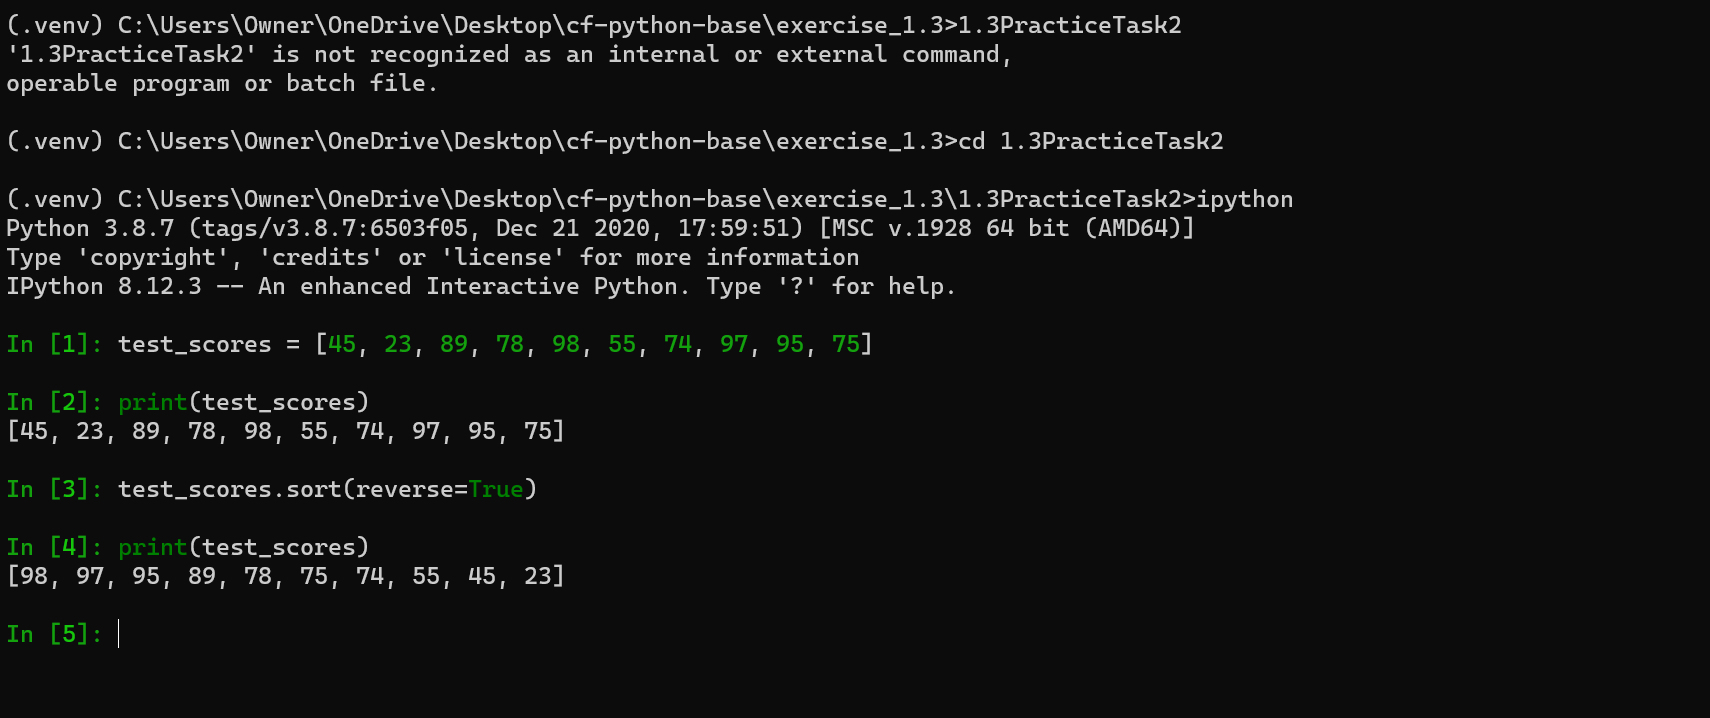 (.venv) C:\Users\Owner\OneDrive\Desktop\cf-python-base\exercise_1.3>1.3PracticeTask2
'1.3PracticeTask2' is not recognized as an internal or external command,
operable program or batch file.
(.venv) C:\Users\Owner\OneDrive\Desktop\cf-python-base\exercise_1.3>cd 1.3PracticeTask2
(.venv) C:\Users\Owner\OneDrive\Desktop\cf-python-base\exercise_1.3\1.3PracticeTask2>ipython
Python 3.8.7 (tags/v3.8.7:6503f05, Dec 21 2020, 17:59:51) [MSC v.1928 64 bit (AMD64)]
Type 'copyright', 'credits' or 'license' for more information
IPython 8.12.3 -- An enhanced Interactive Python. Type '?' for help.
In [1]: test_scores = [45, 23, 89, 78, 98, 55, 74, 97, 95, 75]
In [2]: print(test_scores)
[45, 23, 89, 78, 98, 55, 74, 97, 95, 75]
In [3]: test_scores.sort(reverse=True)
In [4]: print(test_scores)
[98, 97, 95, 89, 78, 75, 74, 55, 45, 23]
In [5]: